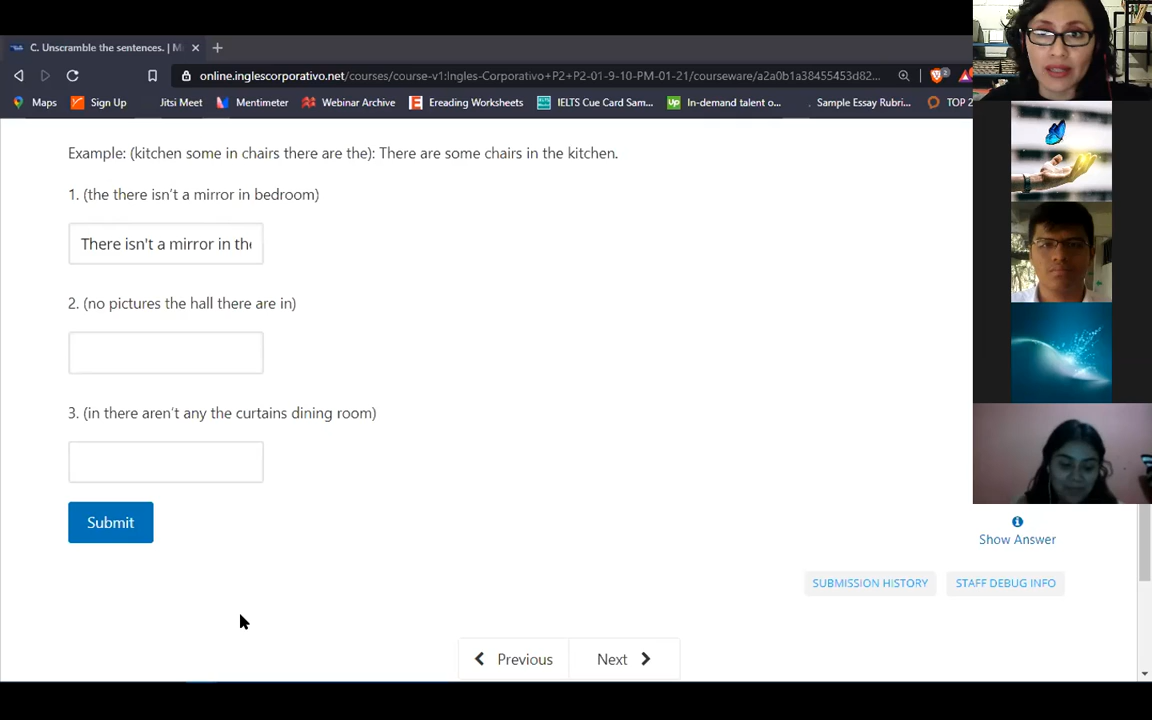 C. Unscramble the sentences. | M
online.inglescorporativo.net/courses/course-v1:Ingles-Corporativo+P2+P2-01-9-10-PM-01-21/courseware/a2a0b1a38455453d82...
2
Maps Sign Up Jitsi Meet Mentimeter Webinar Archive Ereading Worksheets IELTS Cue Card Sam... In-demand talent o... Sample Essay Rubri... TOP 2
Example: (kitchen some in chairs there are the): There are some chairs in the kitchen.
1. (the there isn't a mirror in bedroom)
There isn't a mirror in the
2. (no pictures the hall there are in)
3. (in there aren't any the curtains dining room)
Submit
Show Answer
SUBMISSION HISTORY STAFF DEBUG INFO
Previous Next